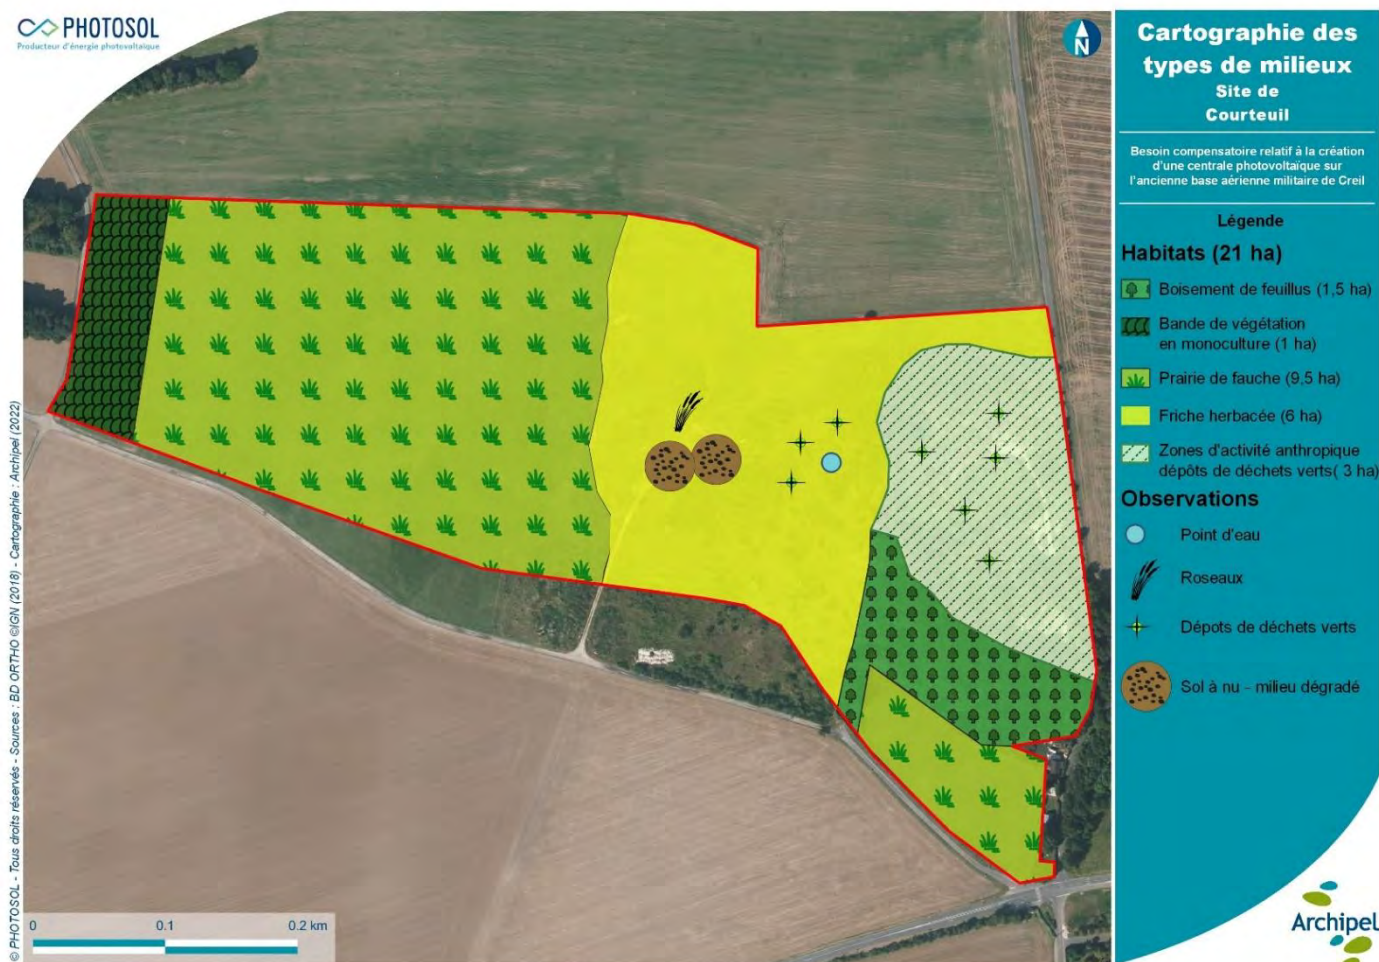 PHOTOSOL
Producteur d'énergie photovoltaïque
N
Cartographie des
types de milieux
Site de
Courteuil
Besoin compensatoire relatif à la création
d'une centrale photovoltaïque sur
l'ancienne base aérienne militaire de Creil
Légende
Habitats (21 ha)
Boisement de feuillus (1,5 ha)
Bande de végétation
en monoculture (1 ha)
Prairie de fauche (9,5 ha)
Friche herbacée (6 ha)
Zones d'activité anthropique
dépôts de déchets verts( 3 ha)
Observations
Point d'eau
Roseaux
Dépots de déchets verts
Sol à nu - milieu dégradé
Archipel
0 0.1 0.2 km
© PHOTOSOL - Tous droits réservés - Sources : BD ORTHO ©IGN (2018) - Cartographie : Archipel (2022)